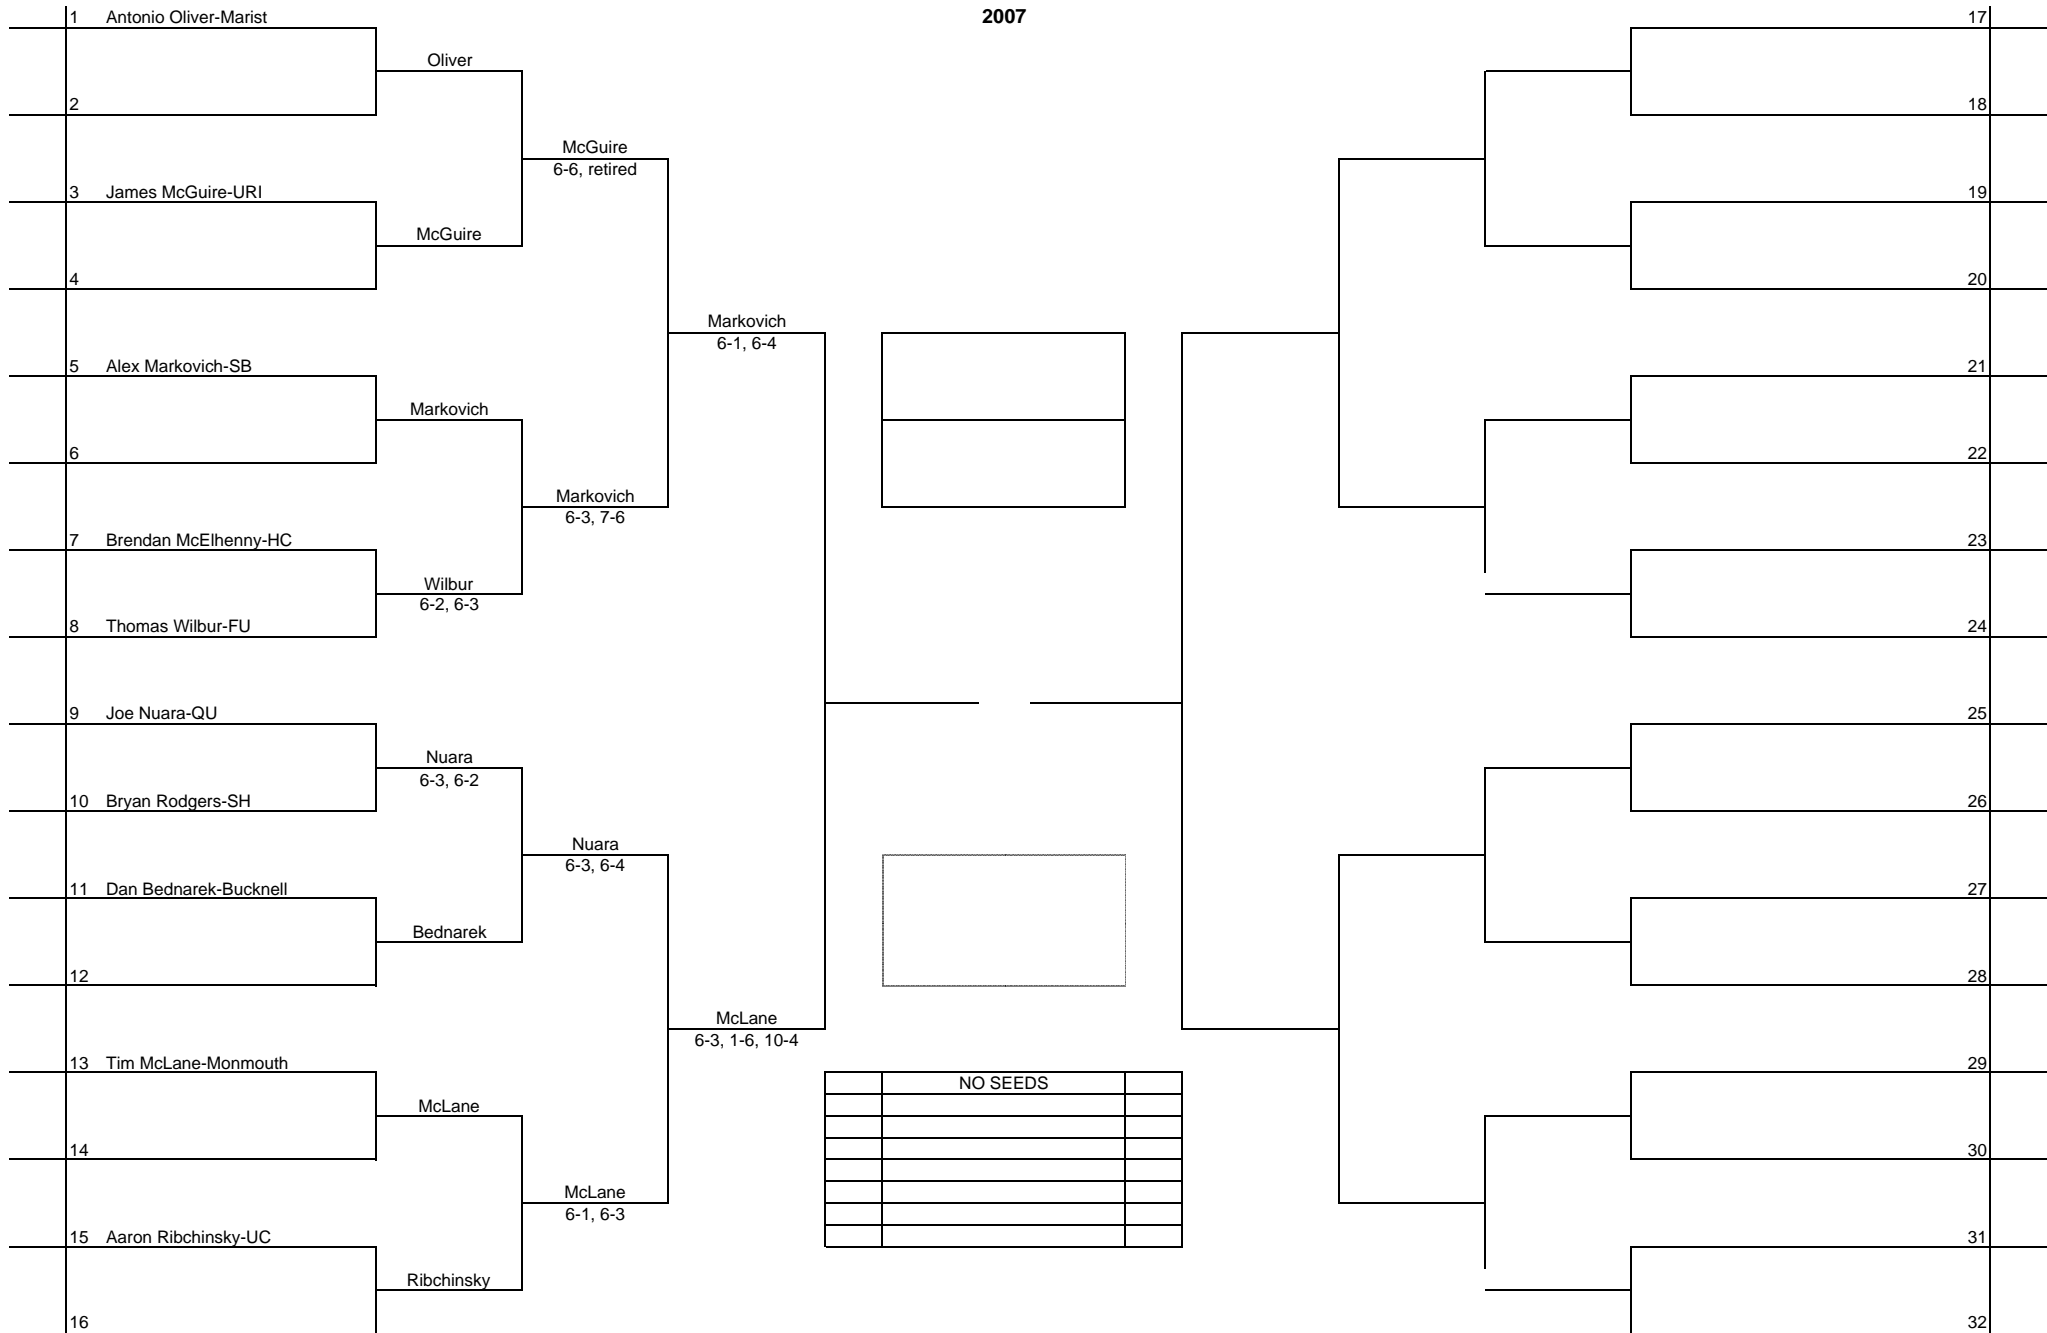 2007
1 Antonio Oliver-Marist
Oliver
2
McGuire
6-6, retired
3 James McGuire-URI
McGuire
4
Markovich
6-1, 6-4
5 Alex Markovich-SB
Markovich
6
Markovich
6-3, 7-6
7 Brendan McElhenny-HC
Wilbur
6-2, 6-3
8 Thomas Wilbur-FU
9 Joe Nuara-QU
Nuara
6-3, 6-2
10 Bryan Rodgers-SH
Nuara
6-3, 6-4
11 Dan Bednarek-Bucknell
Bednarek
12
McLane
6-3, 1-6, 10-4
13 Tim McLane-Monmouth
McLane
14
McLane
6-1, 6-3
15 Aaron Ribchinsky-UC
Ribchinsky
16
NO SEEDS
17
18
19
20
21
22
23
24
25
26
27
28
29
30
31
32